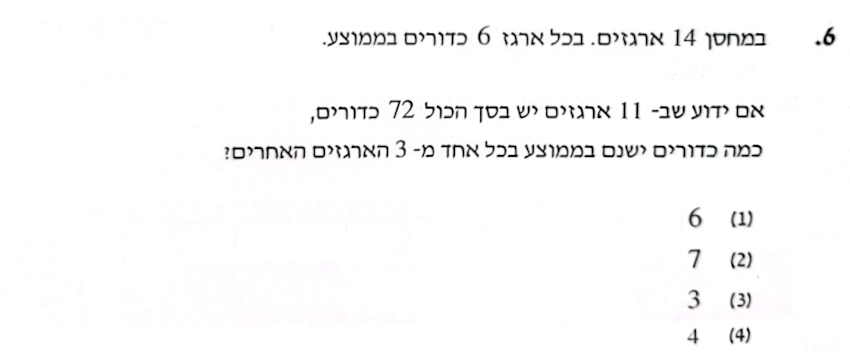 6. במחסן 14 ארגזים. בכל ארגז 6 כדורים בממוצע.
אם ידוע שב- 11 ארגזים יש בסך הכול 72 כדורים,
כמה כדורים ישנם בממוצע בכל אחד מ- 3 הארגזים האחרים?
(1) 6
(2) 7
(3) 3
(4) 4